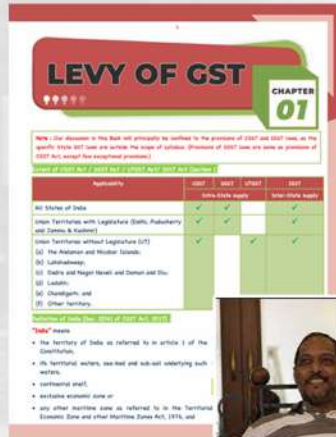 LEVY OF GST
CHAPTER
01
Note : Our discussion in this Book will principally be confined to the provisions of CGST and IGST laws, as the
specific State GST laws are outside the scope of syllabus. (Provisions of SGST laws are same as provisions of
CGST Act, except few exceptional provisions.)
Extent of CGST Act / SGST Act / UTGST Act/ IGST Act [Section 1]
Applicability CGST SGST UTGST IGST
Intra-State supply Inter-State supply
All States of India ✓ ✓ ✓
Union Territories with Legislature (Delhi, Puducherry ✓ ✓ ✓
and Jammu & Kashmir)
Union Territories without Legislature (UT) ✓ ✓ ✓
(a) The Andaman and Nicobar Islands;
(b) Lakshadweep;
(c) Dadra and Nagar Haveli and Daman and Diu;
(d) Ladakh;
(e) Chandigarh; and
(f) Other territory.
Definition of India [Sec. 2(56) of CGST Act, 2017]
"India" means
• the territory of India as referred to in article 1 of the
Constitution,
• its territorial waters, sea-bed and sub-soil underlying such
waters,
• continental shelf,
• exclusive economic zone or
• any other maritime zone as referred to in the Territorial
Economic Zone and other Maritime Zones Act, 1976, and